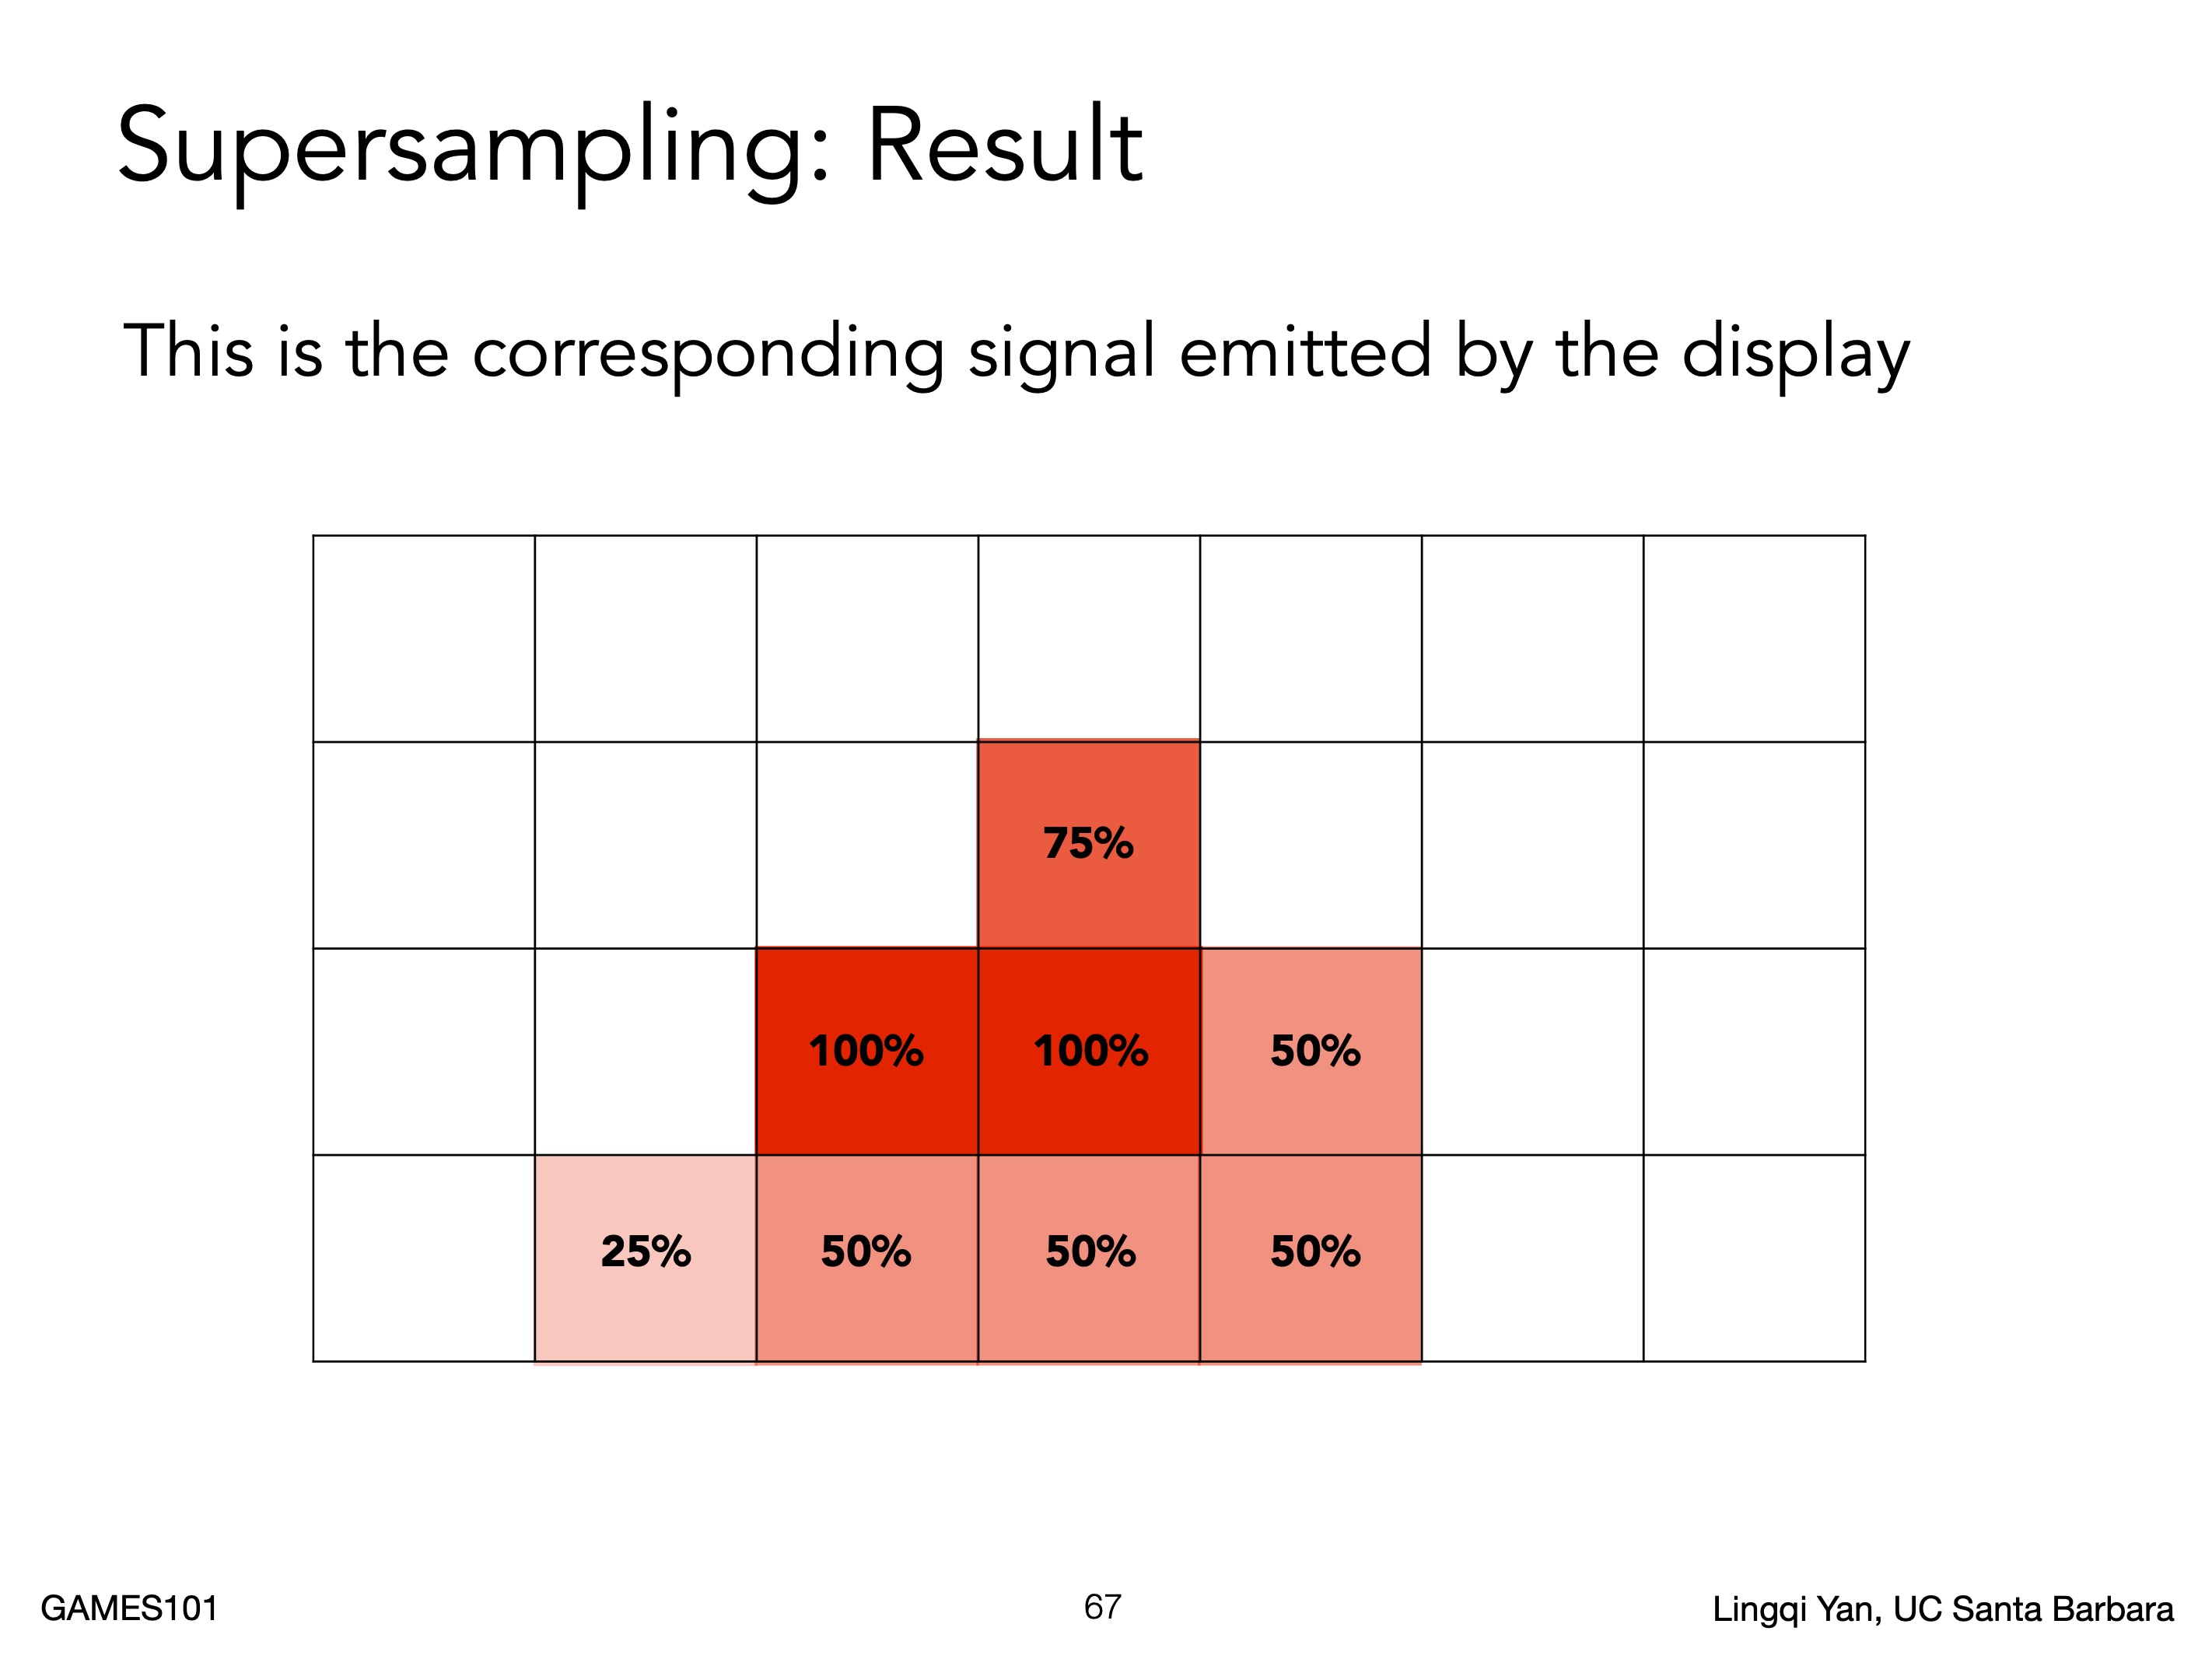 Supersampling: Result
This is the corresponding signal emitted by the display
75%
100% 100% 50%
25% 50% 50% 50%
GAMES101 67 Lingqi Yan, UC Santa Barbara